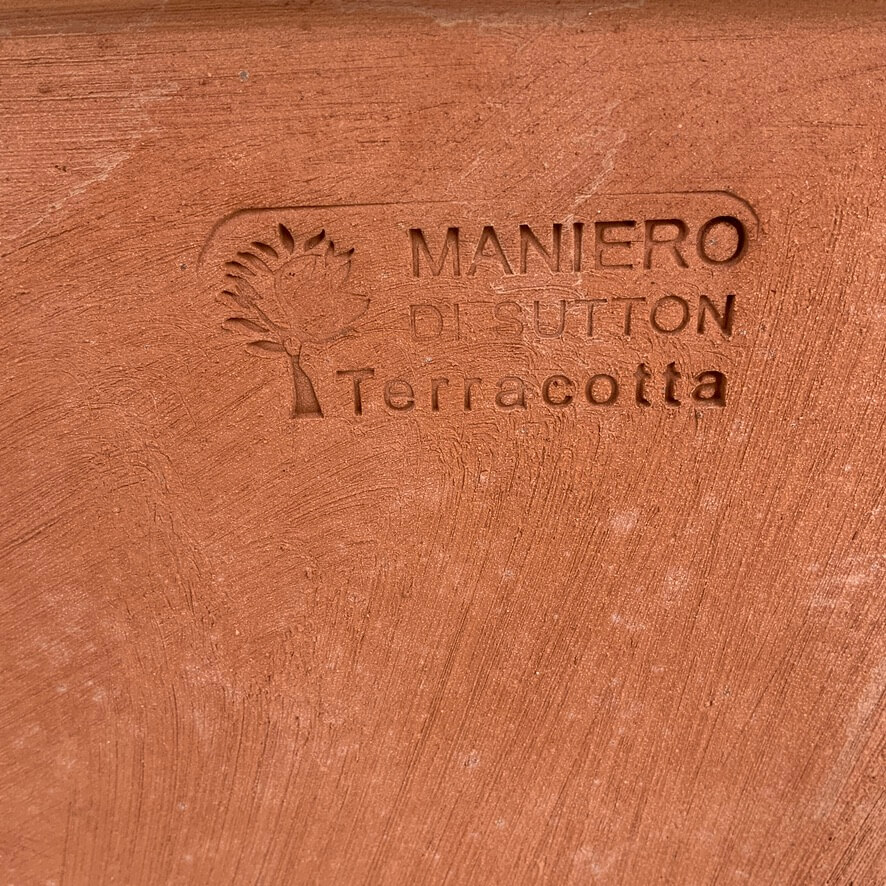 MANIERO
DI SUTTON
Terracotta